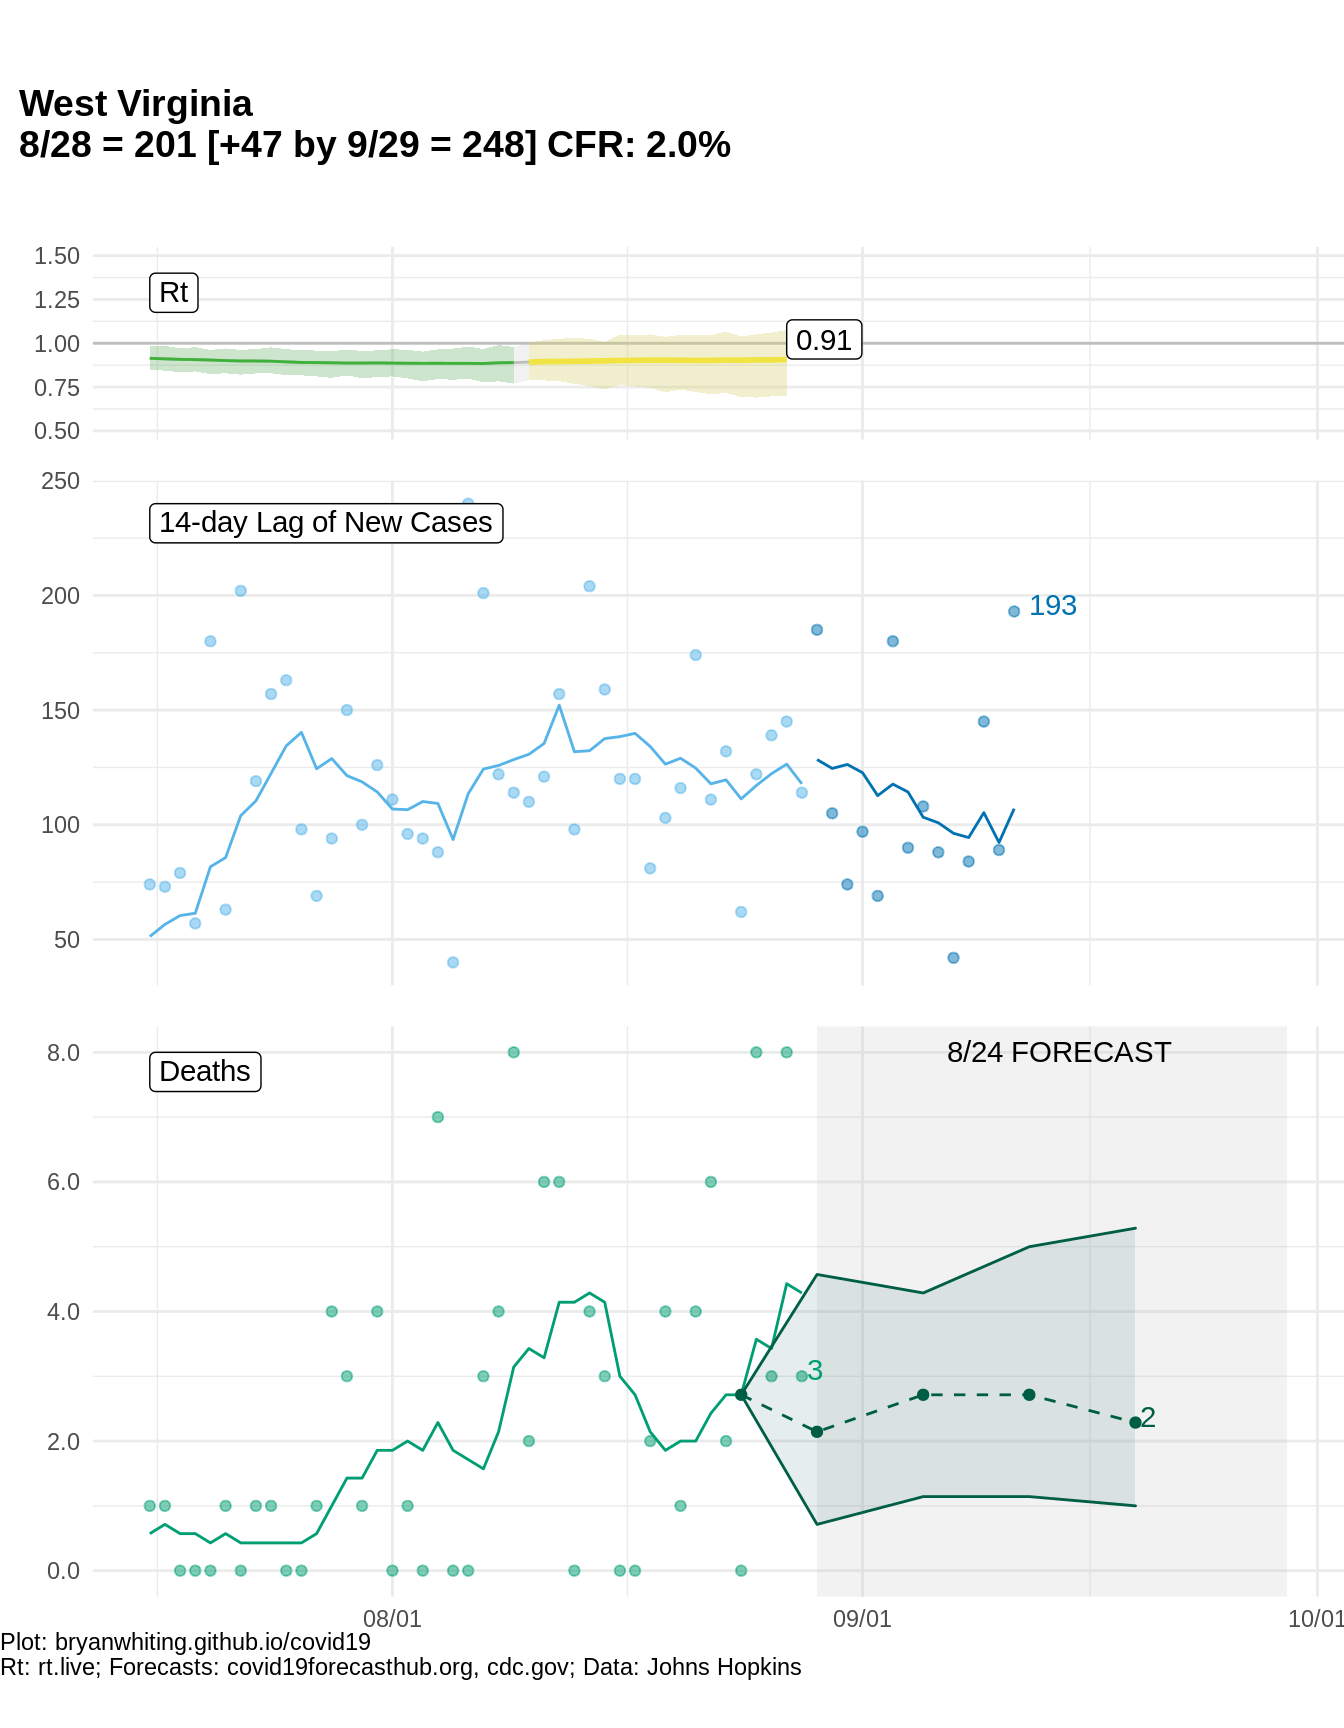 West Virginia
8/28 = 201 [+47 by 9/29 = 248] CFR: 2.0%
1.50
Rt
1.25
1.00
0.91
0.75
0.50
250
14-day Lag of New Cases
200
193
150
100
50
8.0
8/24 FORECAST
Deaths
6.0
4.0
3
2
2.0
0.0
08/01
09/01
10/01
Plot: bryanwhiting.github.io/covid19
Rt: rt.live; Forecasts: covid19forecasthub.org, cdc.gov; Data: Johns Hopkins